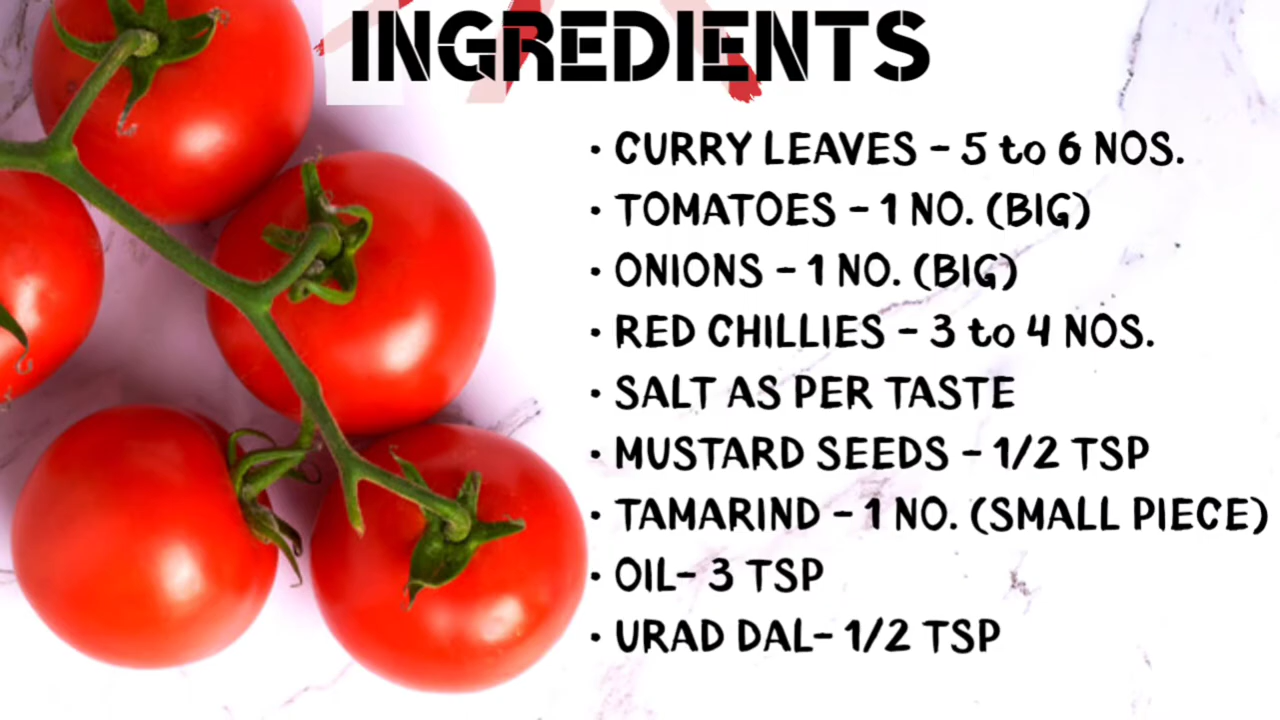 INGREDIENTS
• CURRY LEAVES - 5 to 6 NOS.
• TOMATOES - 1 NO. (BIG)
• ONIONS - 1 NO. (BIG)
• RED CHILLIES - 3 to 4 NOS.
• SALT AS PER TASTE
• MUSTARD SEEDS - 1/2 TSP
• TAMARIND - 1 NO. (SMALL PIECE)
• OIL- 3 TSP
• URAD DAL- 1/2 TSP